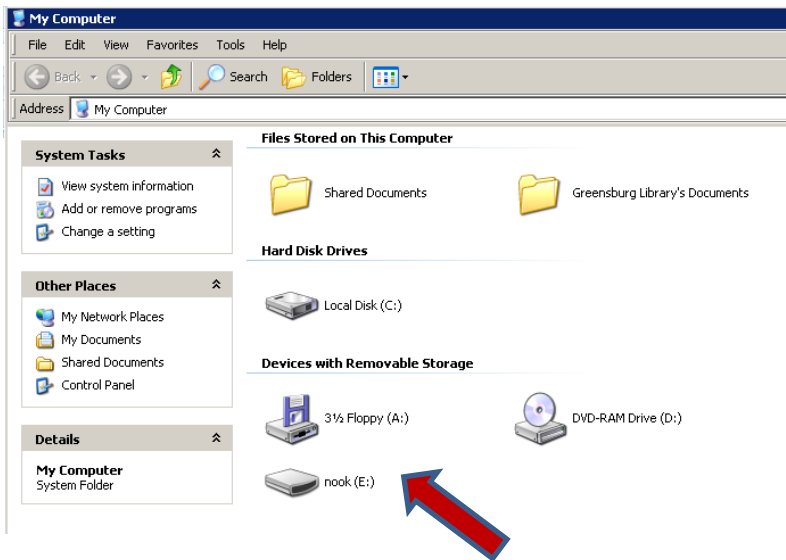 My Computer
File Edit View Favorites Tools Help
Back Search Folders
Address My Computer
System Tasks
View system information
Add or remove programs
Change a setting
Other Places
My Network Places
My Documents
Shared Documents
Control Panel
Details
My Computer
System Folder
Files Stored on This Computer
Shared Documents Greensburg Library's Documents
Hard Disk Drives
Local Disk (C:)
Devices with Removable Storage
3½ Floppy (A:) DVD-RAM Drive (D:)
nook (E:)